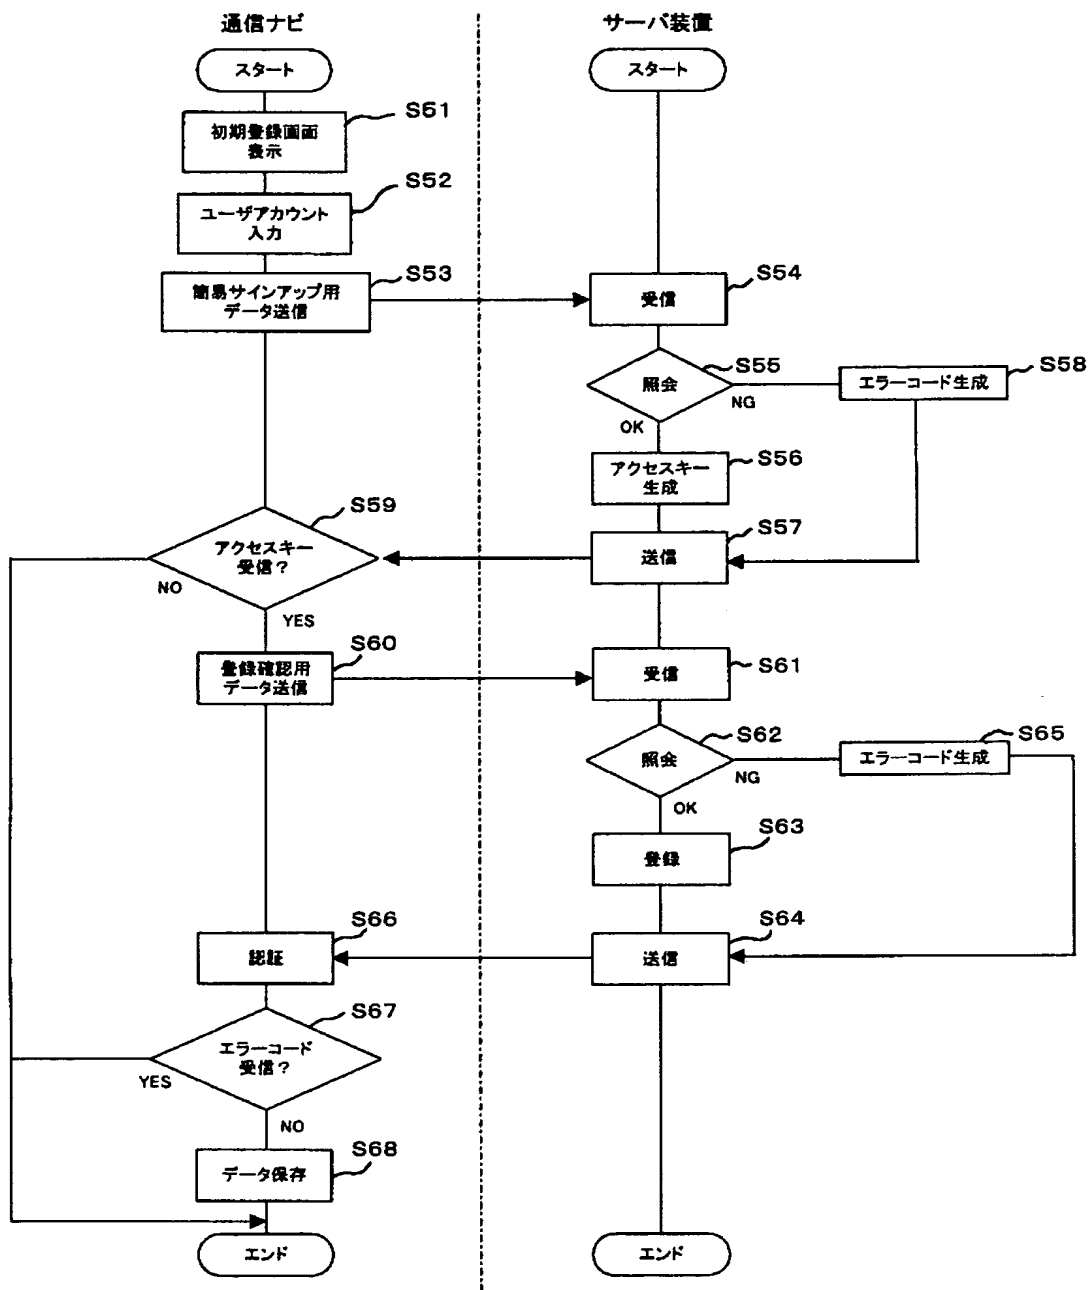 通信ナビ
サーバ装置
スタート
スタート
S61
初期登録画面
表示
S52
ユーザアカウント
入力
S53
簡易サインアップ用
データ送信
S54
受信
S55
照会
NG
OK
S58
エラーコード生成
S56
アクセスキー
生成
S57
送信
S59
アクセスキー
受信?
NO
YES
S60
登録確認用
データ送信
S61
受信
S62
照会
NG
OK
S65
エラーコード生成
S63
登録
S64
送信
S66
認証
S67
エラーコード
受信?
YES
NO
S68
データ保存
エンド
エンド